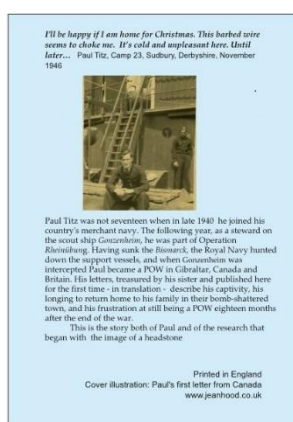 I'll be happy if I am home for Christmas. This barbed wire
seems to choke me. It's cold and unpleasant here. Until
later... Paul Titz, Camp 23, Sudbury, Derbyshire, November
1946
Paul Titz was not seventeen when in late 1940 he joined his
country's merchant navy. The following year, as a steward on
the scout ship Gonzenheim, he was part of Operation
Rheinübung. Having sunk the Bismarck, the Royal Navy hunted
down the support vessels, and when Gonzenheim was
intercepted Paul became a POW in Gibraltar, Canada and
Britain. His letters, treasured by his sister and published here
for the first time - in translation - describe his captivity, his
longing to return home to his family in their bomb-shattered
town, and his frustration at still being a POW eighteen months
after the end of the war.
This is the story both of Paul and of the research that
began with the image of a headstone
Printed in England
Cover illustration: Paul's first letter from Canada
www.jeanhood.co.uk